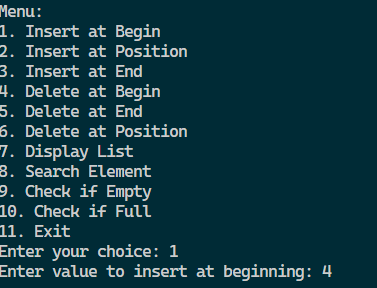 Menu:
1. Insert at Begin
2. Insert at Position
3. Insert at End
4. Delete at Begin
5. Delete at End
6. Delete at Position
7. Display List
8. Search Element
9. Check if Empty
10. Check if Full
11. Exit
Enter your choice: 1
Enter value to insert at beginning: 4